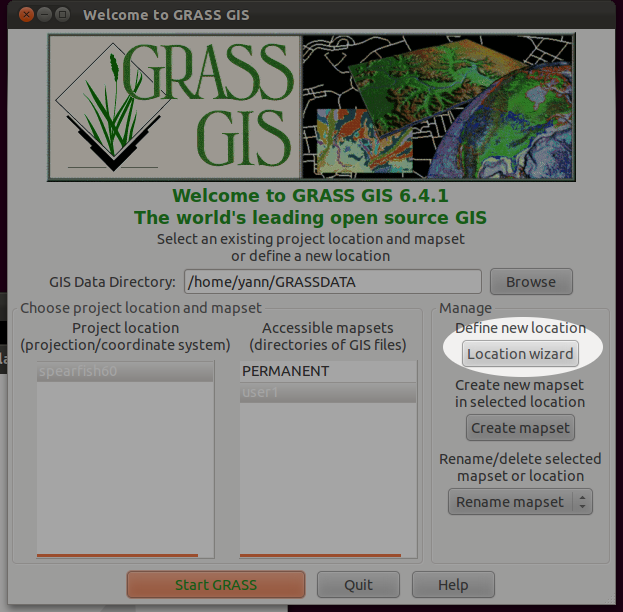 Welcome to GRASS GIS
GRASS
GIS
Welcome to GRASS GIS 6.4.1
The world's leading open source GIS
Select an existing project location and mapset
or define a new location
GIS Data Directory: /home/yann/GRASSDATA Browse
Choose project location and mapset
Manage
Project location
(projection/coordinate system)
Accessible mapsets
(directories of GIS files)
Define new location
Location wizard
spearfish60
PERMANENT
user1
Create new mapset
in selected location
Create mapset
Rename/delete selected
mapset or location
Rename mapset
Start GRASS Quit Help